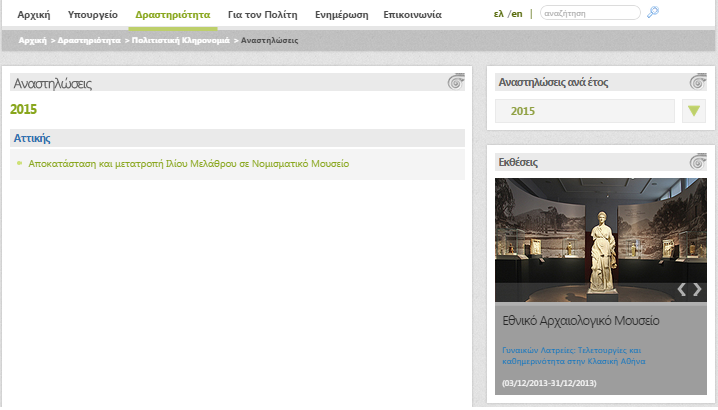 Αρχική Υπουργείο Δραστηριότητα Για τον Πολίτη Ενημέρωση Επικοινωνία ελ /en | αναζήτηση
Αρχική > Δραστηριότητα > Πολιτιστική Κληρονομιά > Αναστηλώσεις
Αναστηλώσεις
2015
Αττικής
Αποκατάσταση και μετατροπή Ιλίου Μελάθρου σε Νομισματικό Μουσείο
Αναστηλώσεις ανά έτος
2015
Εκθέσεις
Εθνικό Αρχαιολογικό Μουσείο
Γυναικών Λατρείες: Τελετουργίες και
καθημερινότητα στην Κλασική Αθήνα
(03/12/2013-31/12/2013)